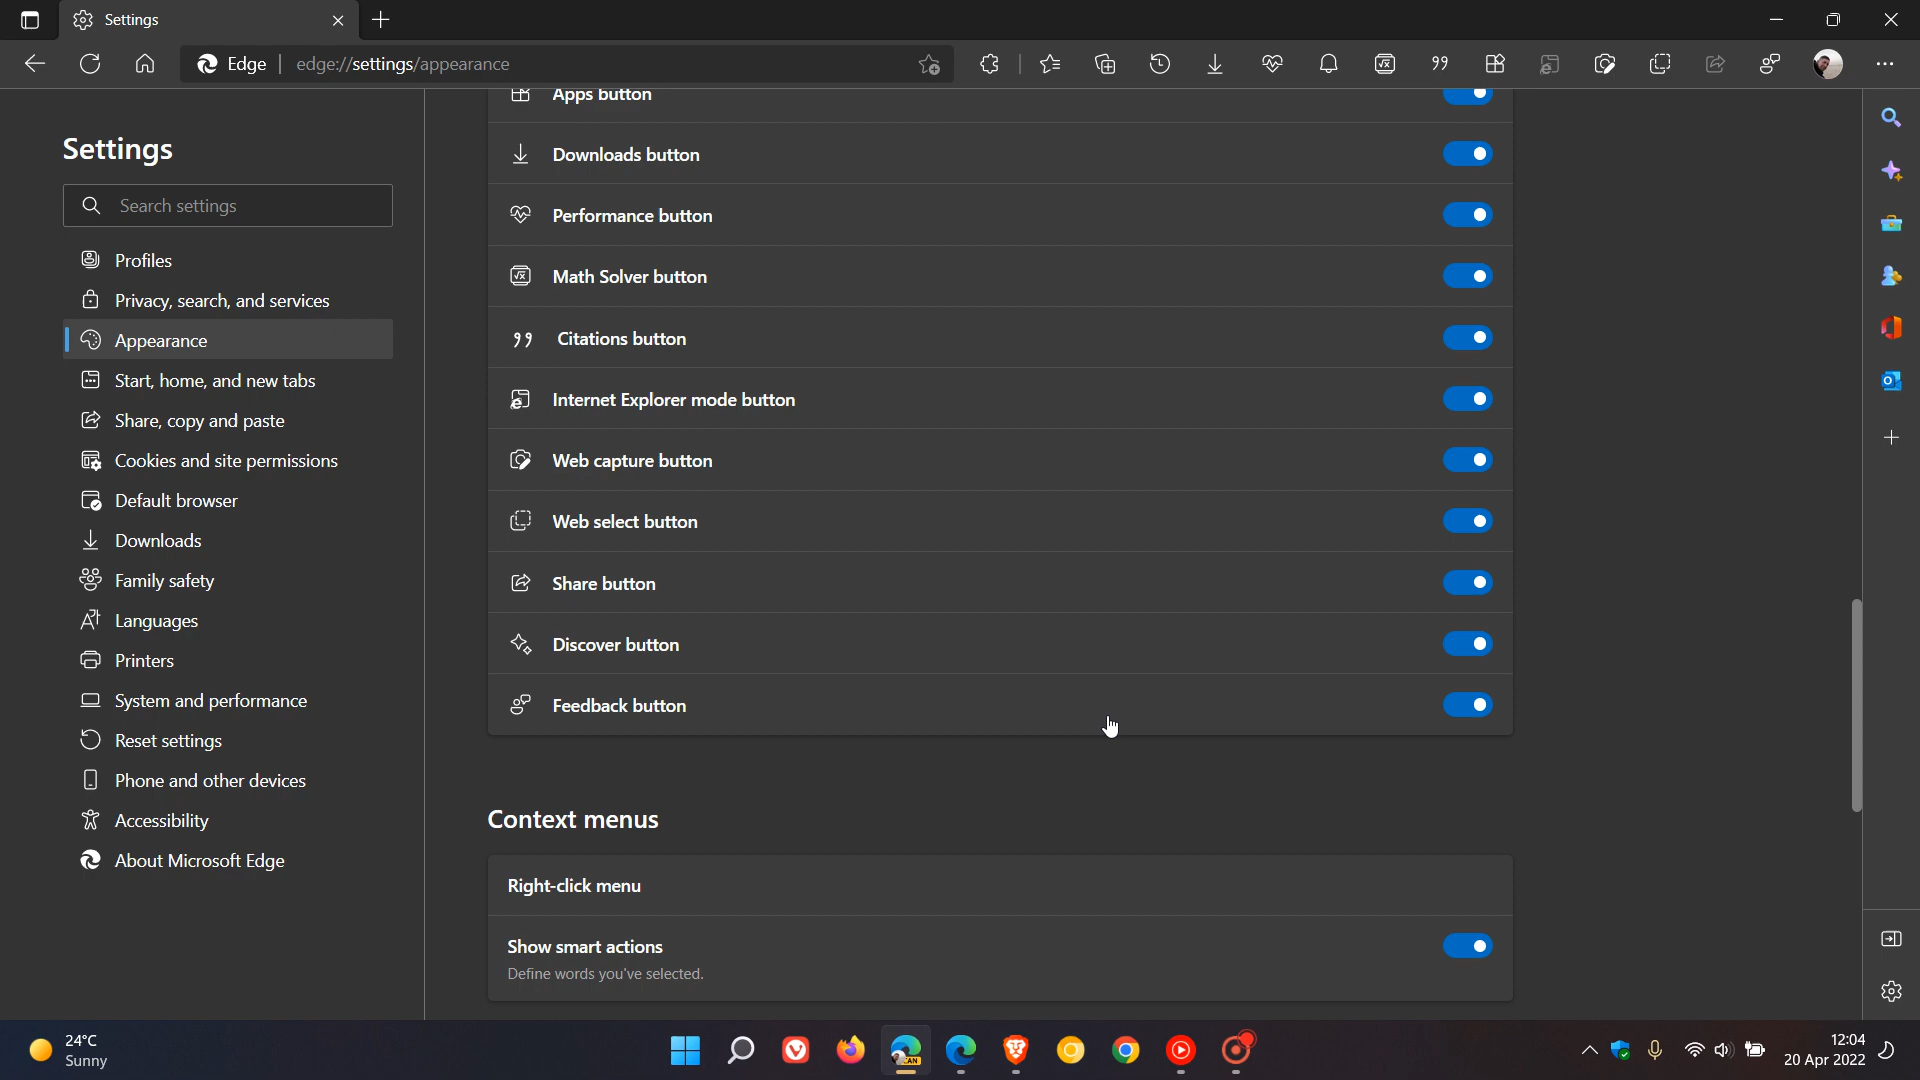 Settings
Edge
edge://settings/appearance
Settings
Search settings
Profiles
Privacy, search, and services
Appearance
Start, home, and new tabs
Share, copy and paste
Cookies and site permissions
Default browser
Downloads
Family safety
Languages
Printers
System and performance
Reset settings
Phone and other devices
Accessibility
About Microsoft Edge
Apps button
Downloads button
Performance button
Math Solver button
Citations button
Internet Explorer mode button
Web capture button
Web select button
Share button
Discover button
Feedback button
Context menus
Right-click menu
Show smart actions
Define words you've selected.
24°C
Sunny
CAN
12:04
20 Apr 2022